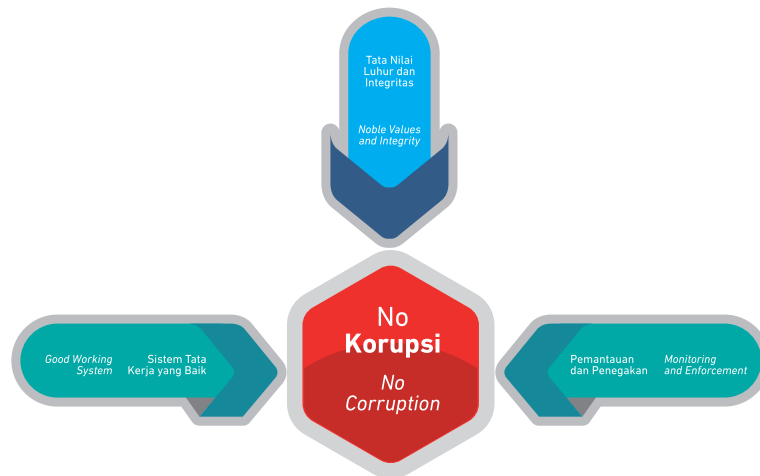 Tata Nilai
Luhur dan
Integritas
Noble Values
and Integrity
No
Korupsi
No
Corruption
Good Working
System
Sistem Tata
Kerja yang Baik
Pemantauan
dan Penegakan
Monitoring
and Enforcement